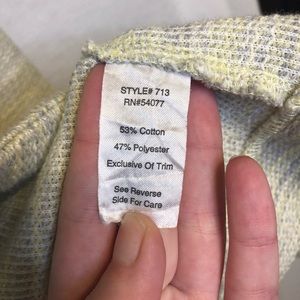 STYLE# 713
RN#54077
53% Cotton
47% Polyester
Exclusive Of Trim
See Reverse
Side For Care